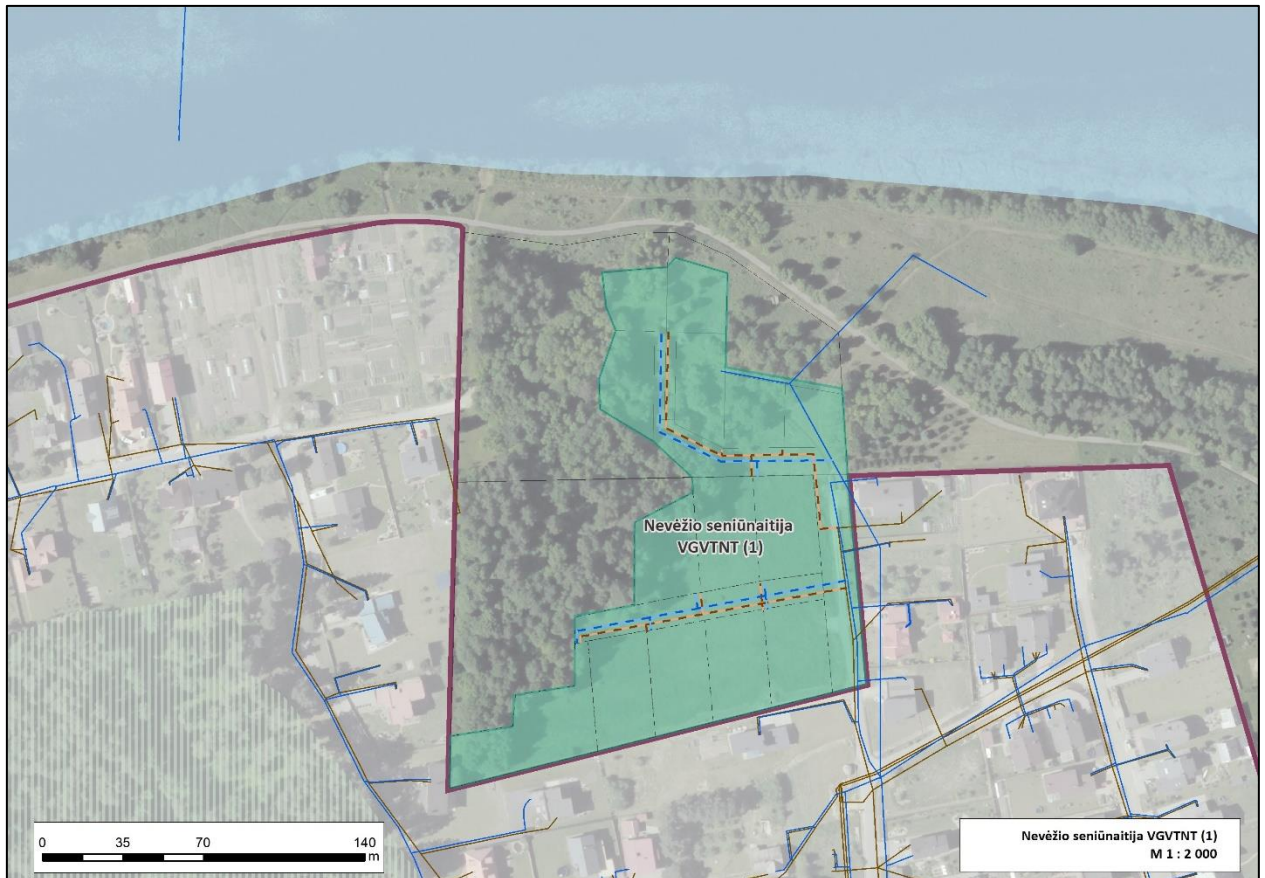 Nevėžio seniūnaitija
VGVTNT (1)
0 35 70 140
m
Nevėžio seniūnaitija VGVTNT (1)
M 1 : 2 000